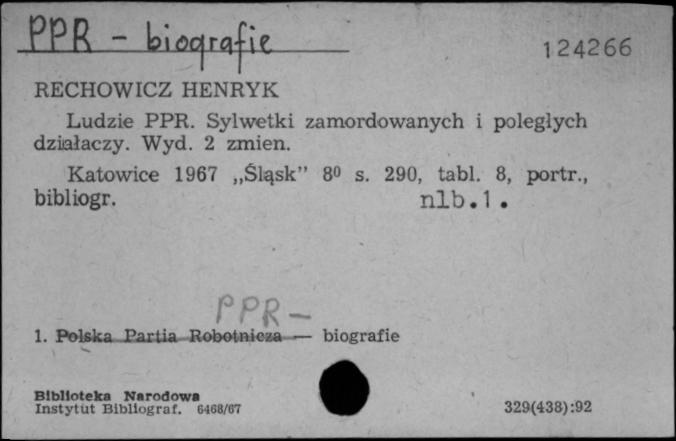 PPR - biografie
124266
RECHOWICZ HENRYK
Ludzie PPR. Sylwetki zamordowanych i poległych
działaczy. Wyd. 2 zmien.
Katowice 1967 „Śląsk” 8⁰ s. 290, tabl. 8, portr.,
bibliogr. nlb.1.
PPR-
1. Polska Partia Robotnicza — biografie
Biblioteka Narodowa
Instytut Bibliograf. 6468/67
329(438):92